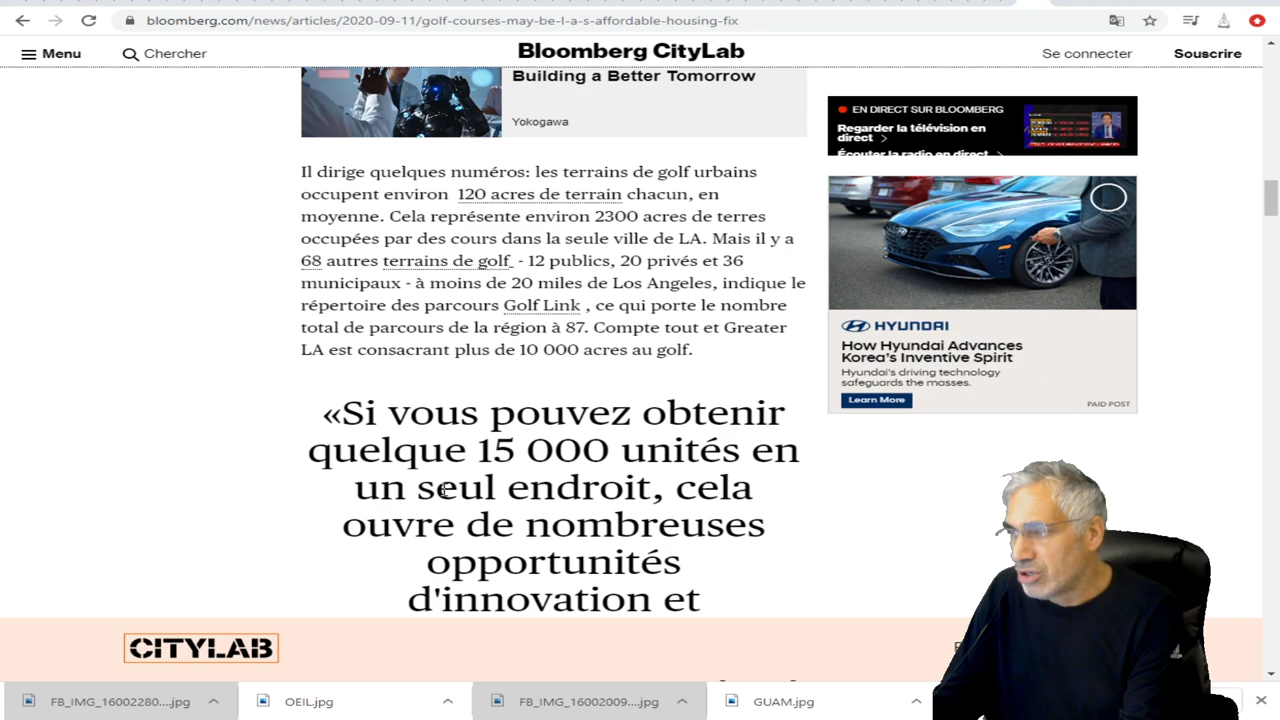 bloomberg.com/news/articles/2020-09-11/golf-courses-may-be-l-a-s-affordable-housing-fix
Menu
Chercher
Bloomberg CityLab
Se connecter
Souscrire
Building a Better Tomorrow
Yokogawa
EN DIRECT SUR BLOOMBERG
Regarder la télévision en
direct >
Écouter la radio en direct >
Il dirige quelques numéros: les terrains de golf urbains
occupent environ 120 acres de terrain chacun, en
moyenne. Cela représente environ 2300 acres de terres
occupées par des cours dans la seule ville de LA. Mais il y a
68 autres terrains de golf - 12 publics, 20 privés et 36
municipaux - à moins de 20 miles de Los Angeles, indique le
répertoire des parcours Golf Link , ce qui porte le nombre
total de parcours de la région à 87. Compte tout et Greater
LA est consacrant plus de 10 000 acres au golf.
HYUNDAI
How Hyundai Advances
Korea's Inventive Spirit
Hyundai's driving technology
safeguards the masses.
Learn More
PAID POST
«Si vous pouvez obtenir
quelque 15 000 unités en
un seul endroit, cela
ouvre de nombreuses
opportunités
d'innovation et
CITYLAB
FB_IMG_16002280....jpg
OEIL.jpg
FB_IMG_16002009....jpg
GUAM.jpg